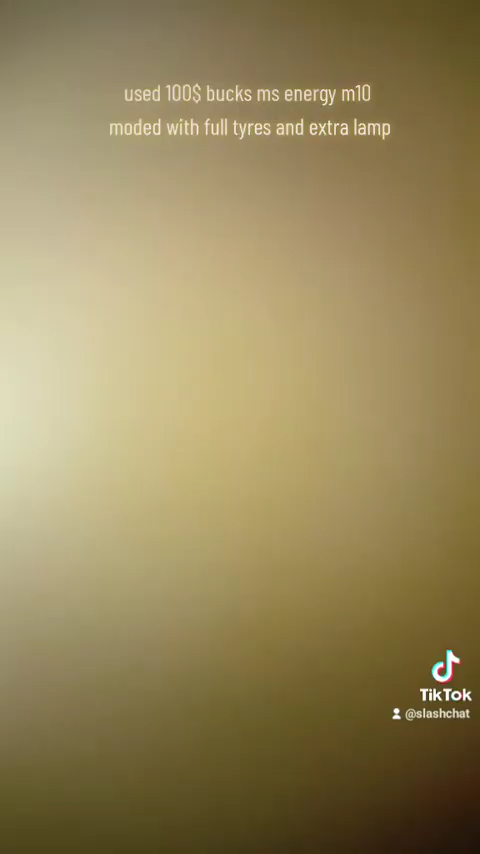 used 100$ bucks ms energy m10
moded with full tyres and extra lamp
TikTok
@slashchat